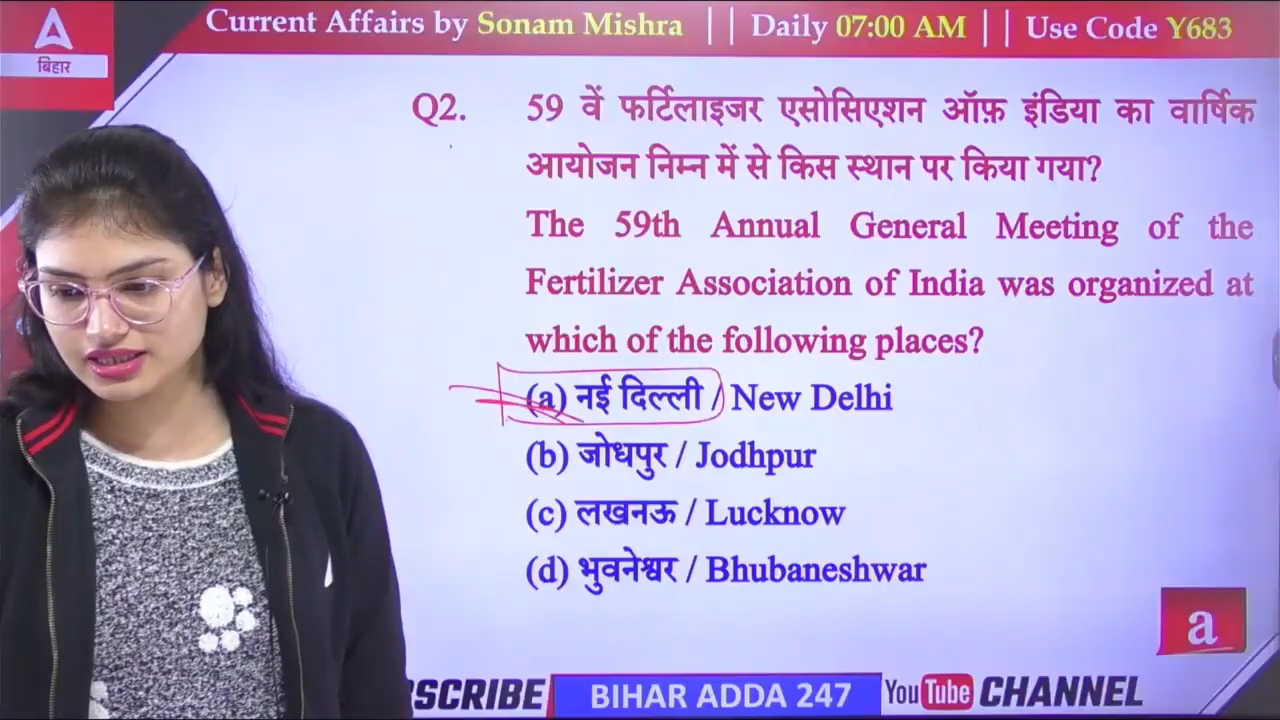 Current Affairs by Sonam Mishra || Daily 07:00 AM || Use Code Y683
A
बिहार
Q2. 59 वें फर्टिलाइजर एसोसिएशन ऑफ़ इंडिया का वार्षिक
आयोजन निम्न में से किस स्थान पर किया गया?
The 59th Annual General Meeting of the
Fertilizer Association of India was organized at
which of the following places?
(a) नई दिल्ली / New Delhi
(b) जोधपुर / Jodhpur
(c) लखनऊ / Lucknow
(d) भुवनेश्वर / Bhubaneshwar
a
SCRIBE BIHAR ADDA 247 YouTube CHANNEL